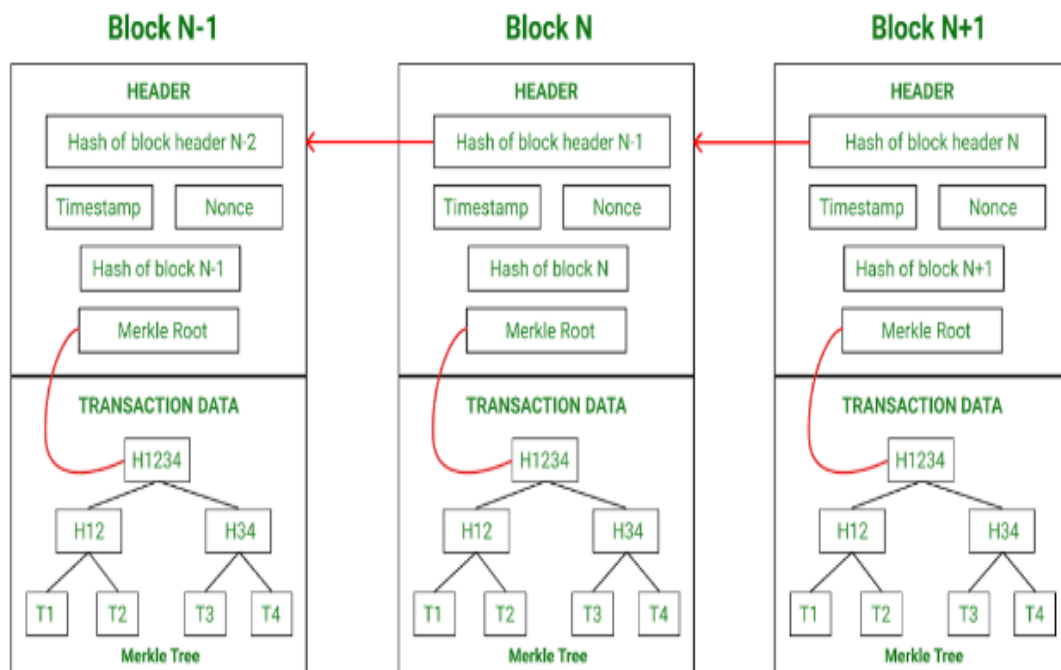 Block N-1
HEADER
Hash of block header N-2
Timestamp Nonce
Hash of block N-1
Merkle Root
TRANSACTION DATA
H1234
H12 H34
T1 T2 T3 T4
Merkle Tree
Block N
HEADER
Hash of block header N-1
Timestamp Nonce
Hash of block N
Merkle Root
TRANSACTION DATA
H1234
H12 H34
T1 T2 T3 T4
Merkle Tree
Block N+1
HEADER
Hash of block header N
Timestamp Nonce
Hash of block N+1
Merkle Root
TRANSACTION DATA
H1234
H12 H34
T1 T2 T3 T4
Merkle Tree